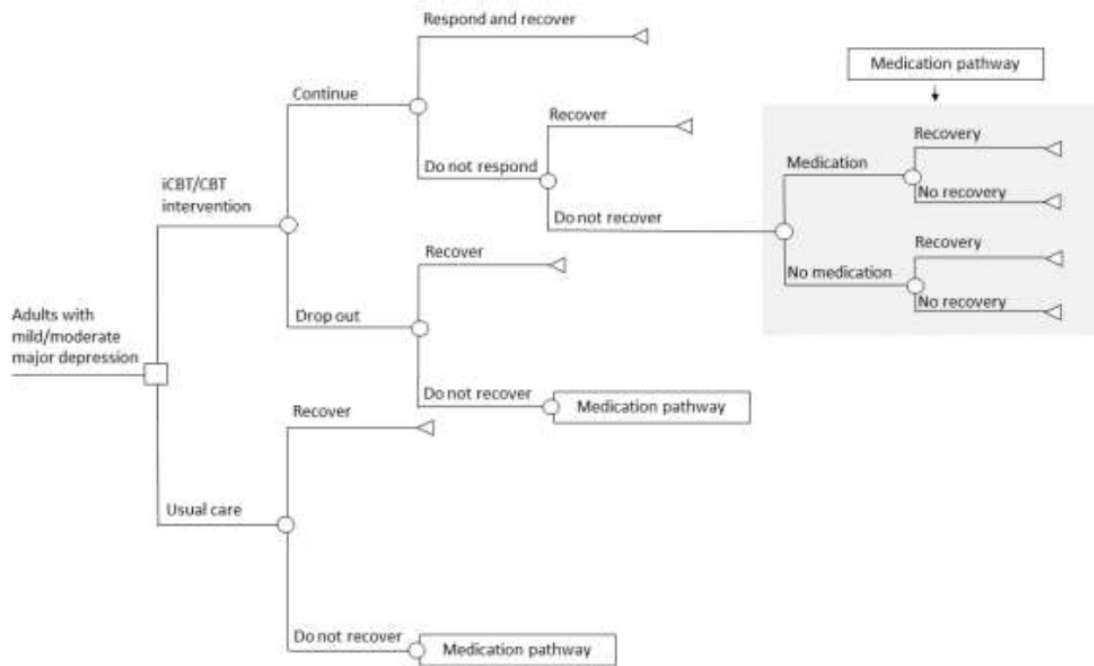 Respond and recover
Medication pathway
Continue
Recover
Recovery
Medication
Do not respond
No recovery
iCBT/CBT
intervention
Do not recover
Recovery
Recover
No medication
No recovery
Drop out
Adults with
mild/moderate
major depression
Do not recover
Medication pathway
Recover
Usual care
Do not recover
Medication pathway